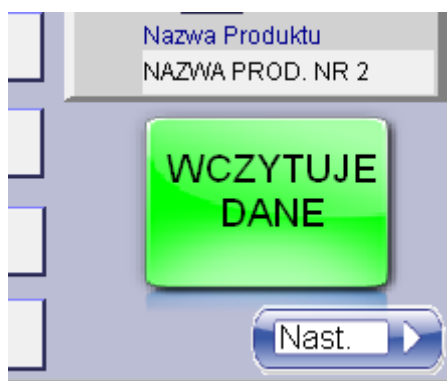 Nazwa Produktu
NAZWA PROD. NR 2
WCZYTUJE
DANE
Nast.